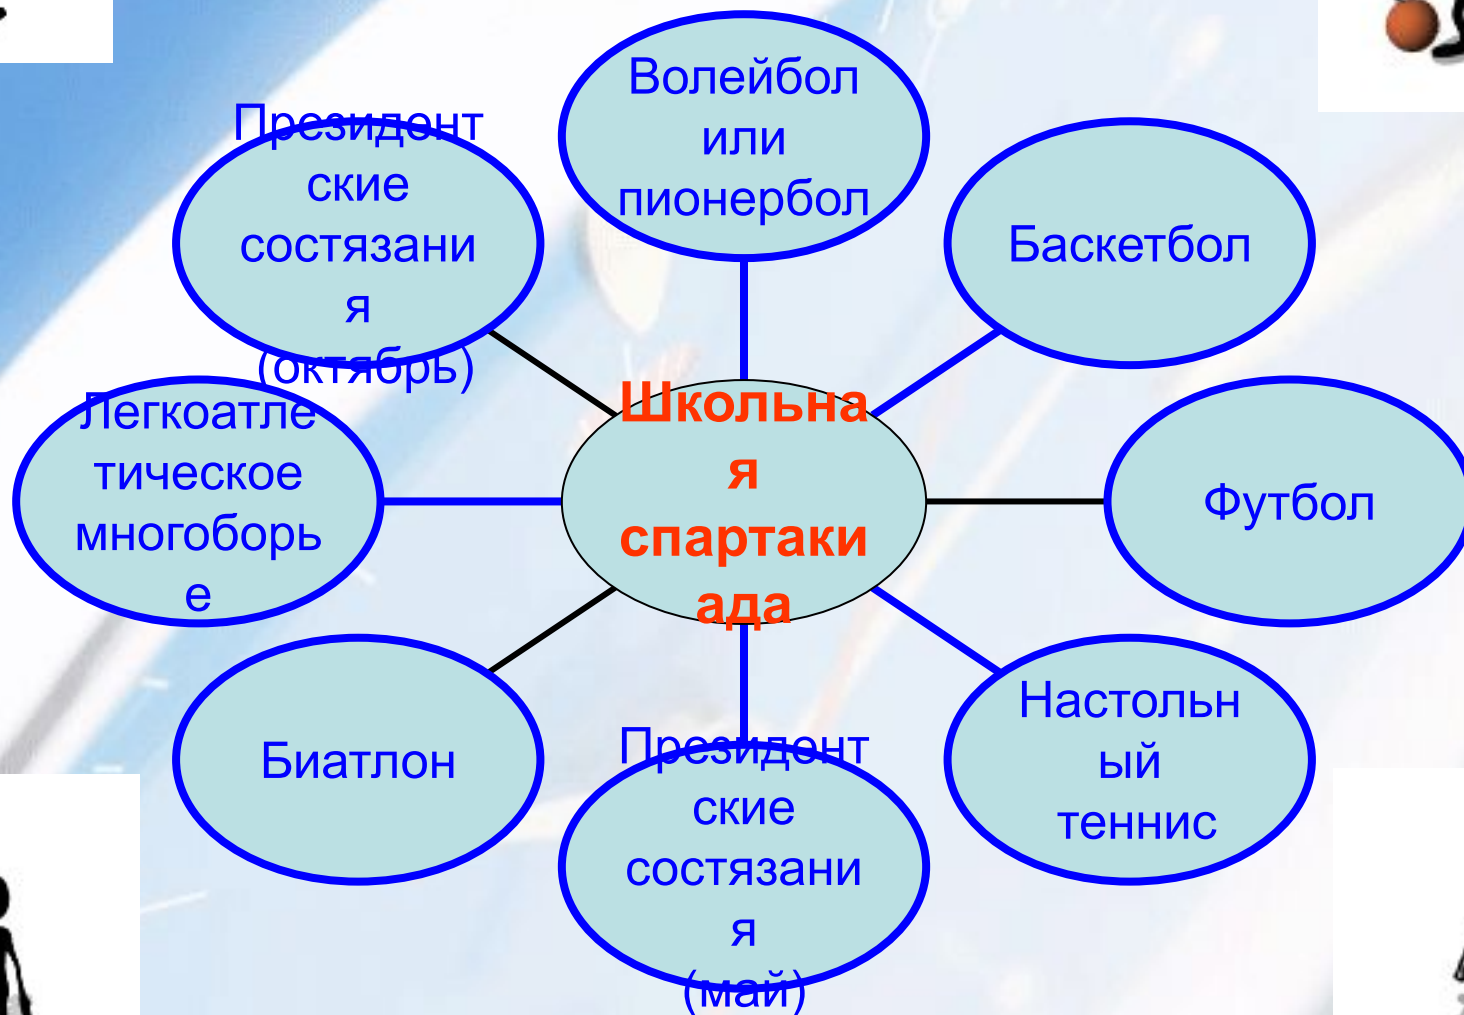 Волейбол
или
пионербол
Президент
ские
состязани
я
(октябрь)
Баскетбол
Школьна
я
спартаки
ада
Легкоатле
тическое
многоборь
е
Футбол
Биатлон
Настольн
ый
теннис
Президент
ские
состязани
я
(май)